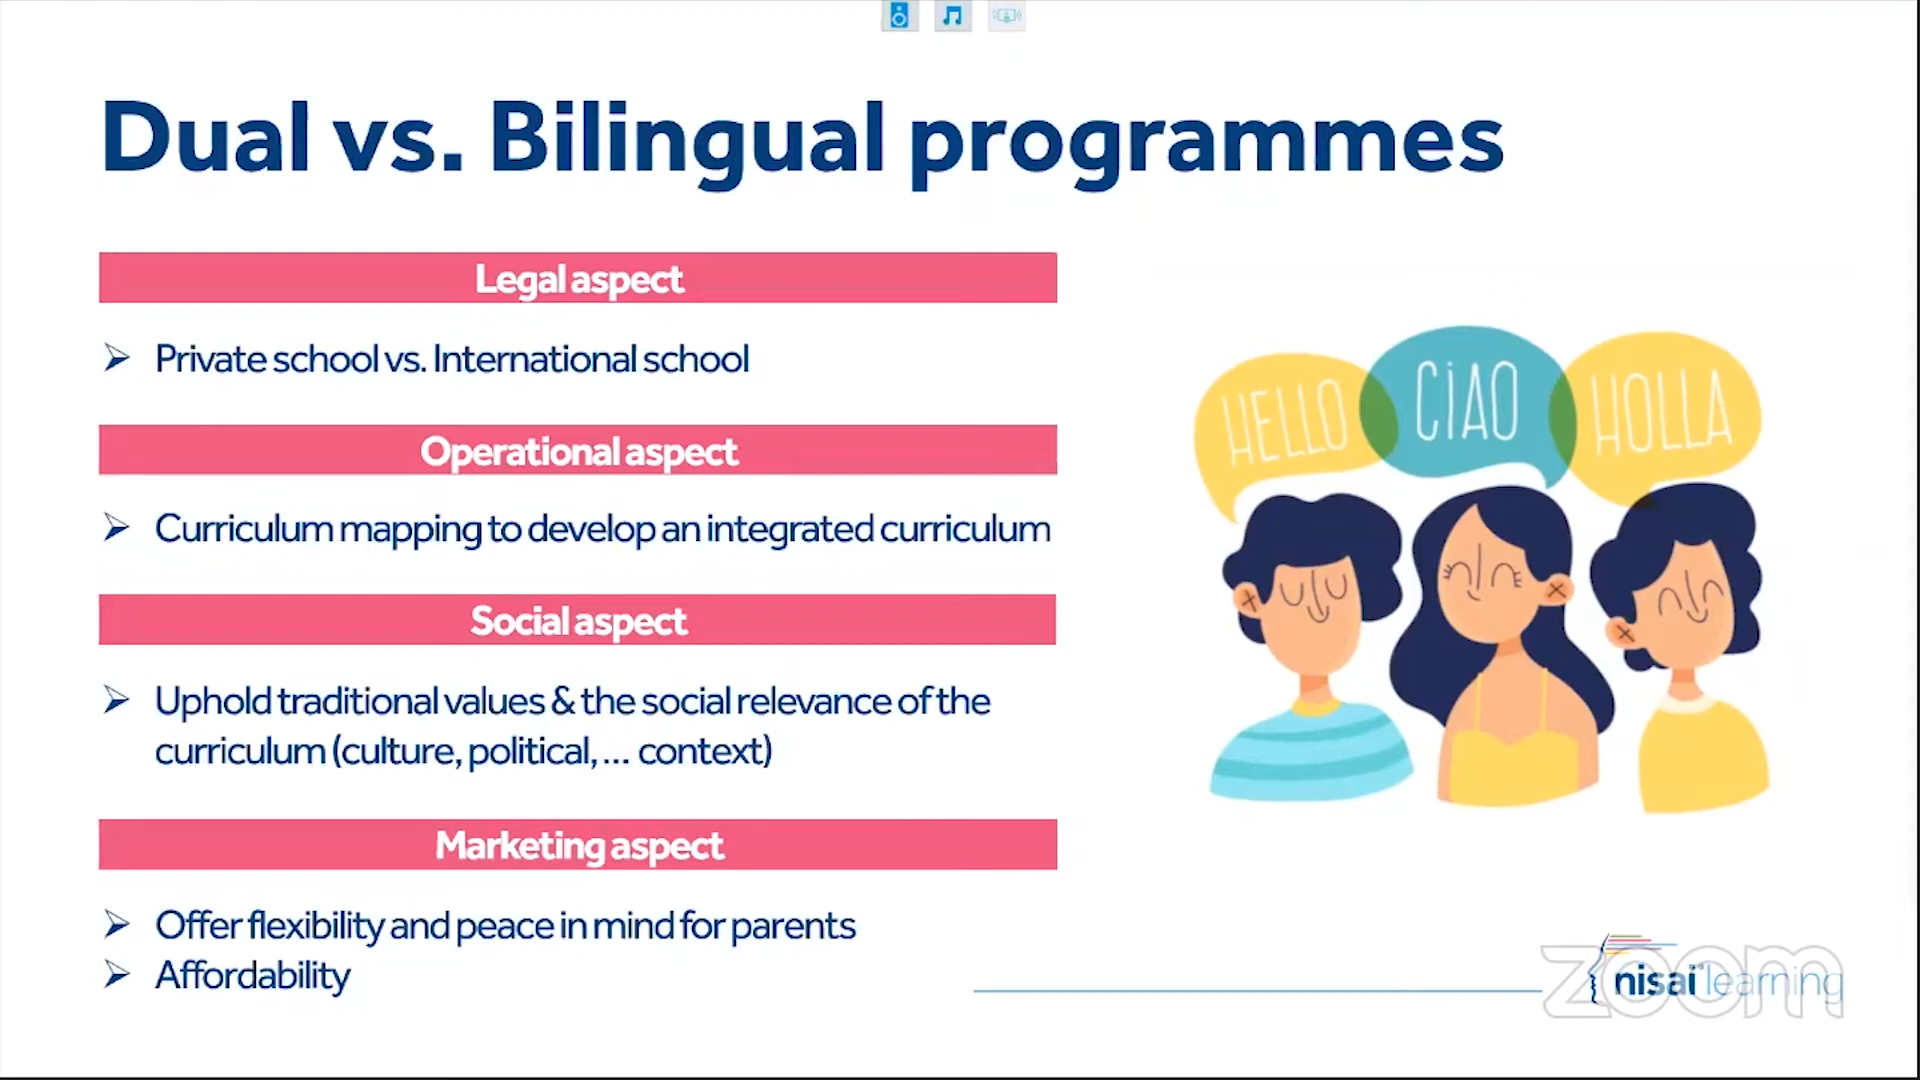 Dual vs. Bilingual programmes
Legal aspect
Private school vs. International school
Operational aspect
Curriculum mapping to develop an integrated curriculum
Social aspect
Uphold traditional values & the social relevance of the
curriculum (culture, political, ... context)
Marketing aspect
Offer flexibility and peace in mind for parents
Affordability
HELLO
CiAO
HOLLA
nisai learning
zoom